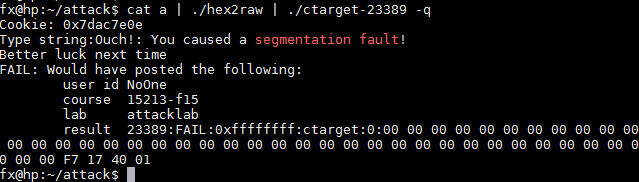 fx@hp:~/attack$ cat a | ./hex2raw | ./ctarget-23389 -q
Cookie: 0x7dac7e0e
Type string:Ouch!: You caused a segmentation fault!
Better luck next time
FAIL: Would have posted the following:
        user id NoOne
        course  15213-f15
        lab     attacklab
        result  23389:FAIL:0xffffffff:ctarget:0:00 00 00 00 00 00 00 00 00 00
 00 00 00 00 00 00 00 00 00 00 00 00 00 00 00 00 00 00 00 00 00 00 00 00 00 0
0 00 00 F7 17 40 01
fx@hp:~/attack$